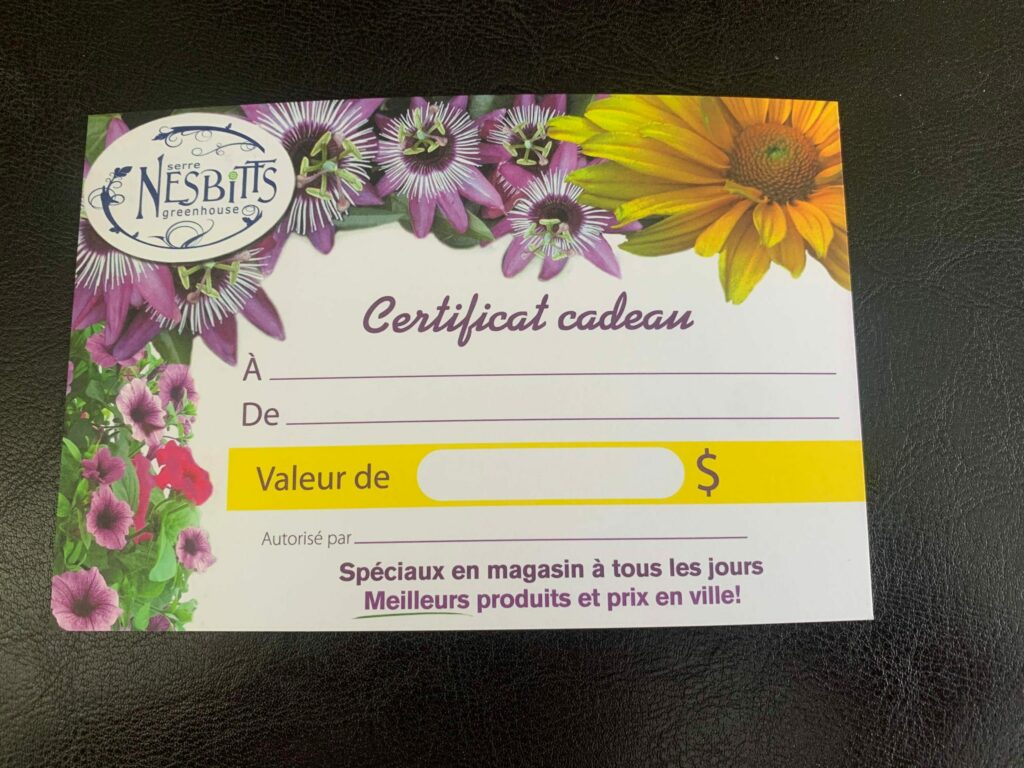 serre
NESBITTS
greenhouse
Certificat cadeau
À
De
Valeur de $
Autorisé par
Spéciaux en magasin à tous les jours
Meilleurs produits et prix en ville!